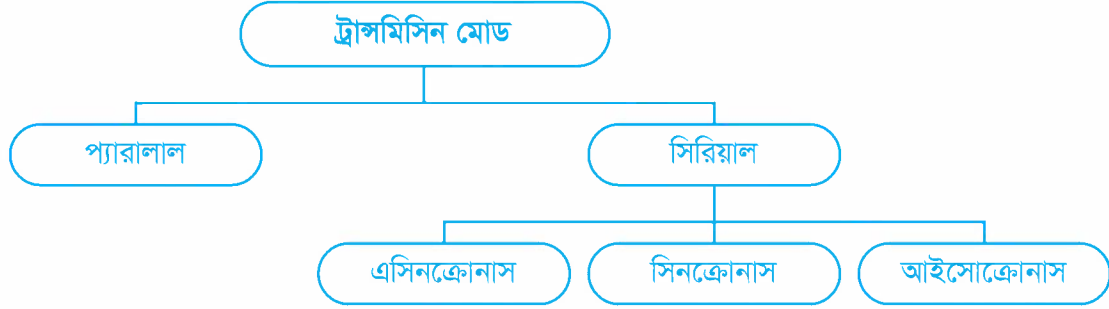 ট্রান্সমিসিন মোড
প্যারালাল
সিরিয়াল
এসিনক্রোনাস
সিনক্রোনাস
আইসোক্রোনাস